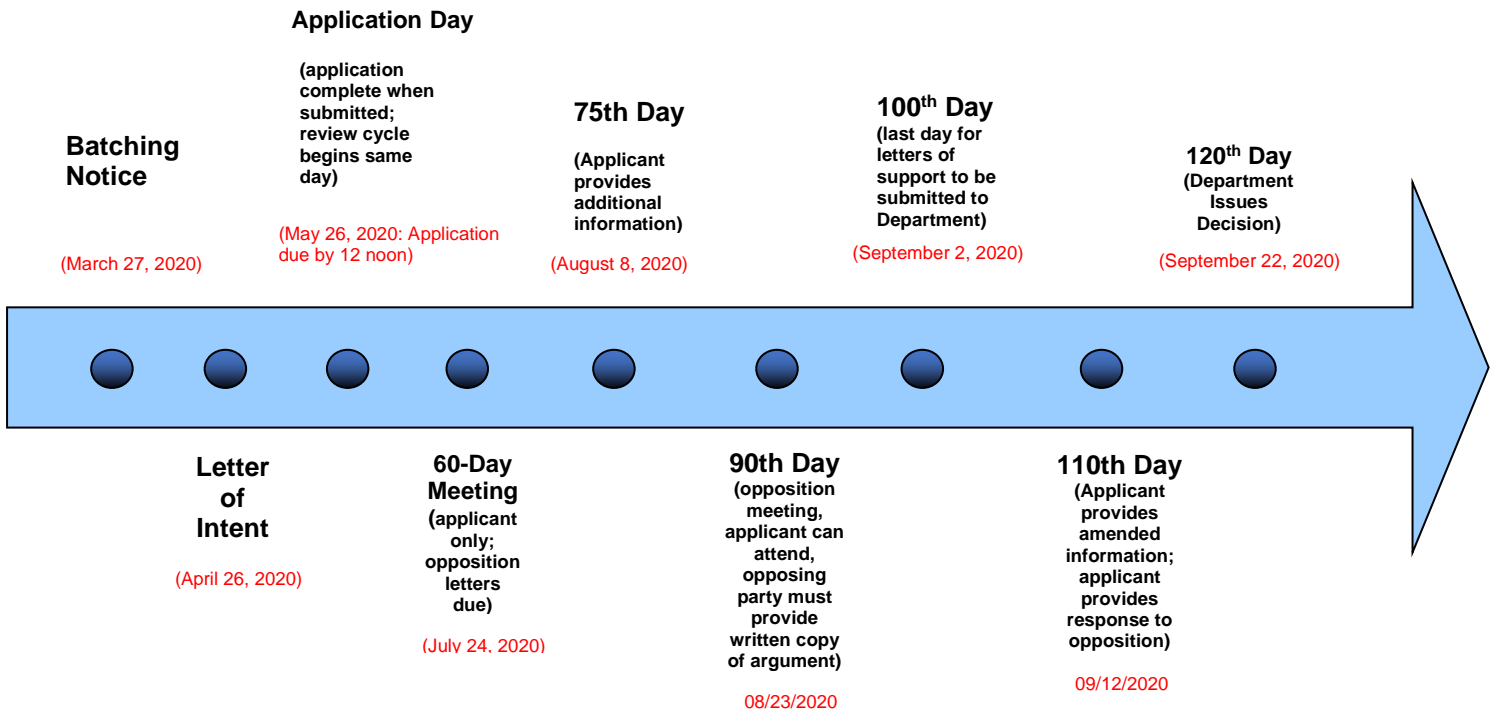 Batching
Notice
(March 27, 2020)
Letter
of
Intent
(April 26, 2020)
Application Day
(application
complete when
submitted;
review cycle
begins same
day)
(May 26, 2020: Application
due by 12 noon)
60-Day
Meeting
(applicant
only;
opposition
letters
due)
(July 24, 2020)
75th Day
(Applicant
provides
additional
information)
(August 8, 2020)
90th Day
(opposition
meeting,
applicant can
attend,
opposing
party must
provide
written copy
of argument)
08/23/2020
100th Day
(last day for
letters of
support to be
submitted to
Department)
(September 2, 2020)
110th Day
(Applicant
provides
amended
information;
applicant
provides
response to
opposition)
09/12/2020
120th Day
(Department
Issues
Decision)
(September 22, 2020)